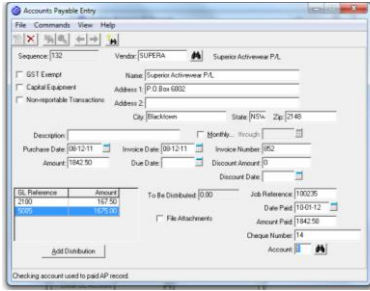 Accounts Payable Entry
File Commands View Help
Sequence: 132 Vendor: SUPERA Superior Activewear P/L
GST Exempt Name: Superior Activewear P/L
Capital Equipment Address 1: P.O.Box 6802
Non-reportable Transactions Address 2:
City: Blacktown State: NSW Zip: 2148
Description: Monthly... through:
Purchase Date: 08-12-11 Invoice Date: 08-12-11 Invoice Number: 852
Amount: 1842.50 Due Date: Discount Amount: 0
Discount Date:
GL Reference Amount To Be Distributed: 0.00 Job Reference: 100235
2100 167.50 Date Paid: 10-01-12
5005 1675.00 File Attachments Amount Paid: 1842.50
Cheque Number: 14
Add Distribution Account:
Checking account used to paid AP record.